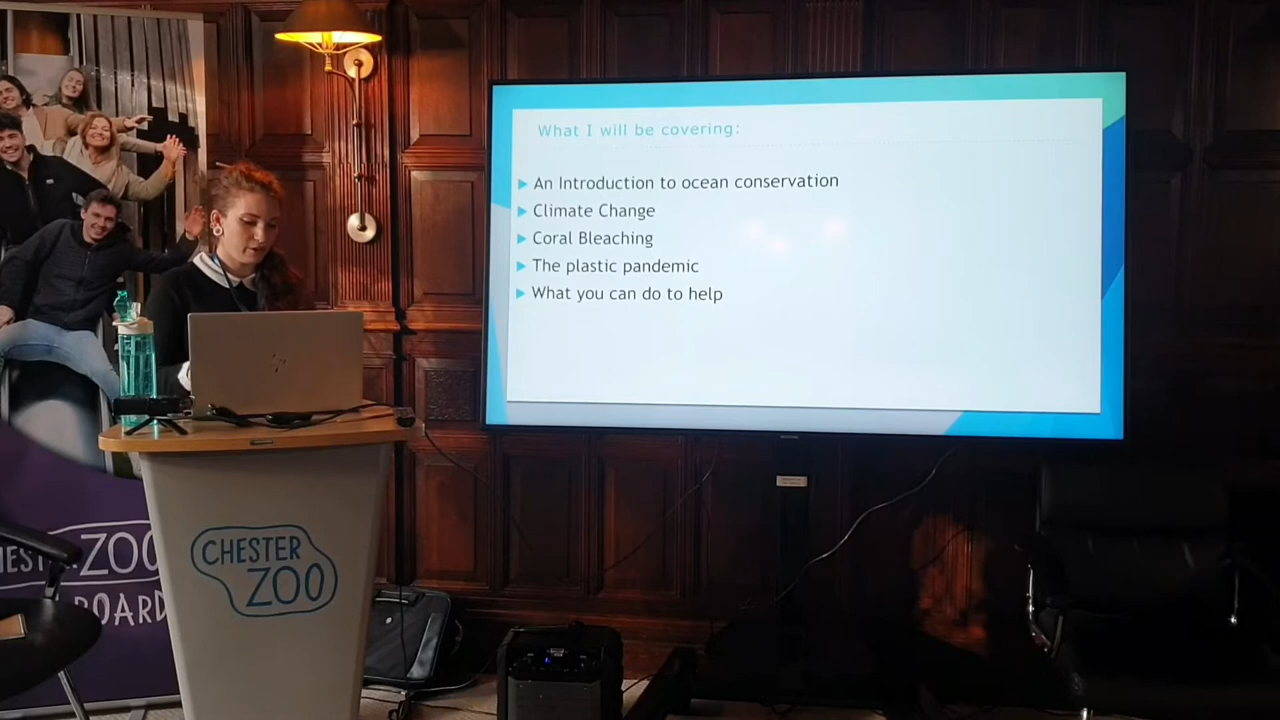 What I will be covering:
An Introduction to ocean conservation
Climate Change
Coral Bleaching
The plastic pandemic
What you can do to help
CHESTER
ZOO
ZOO
BOARD